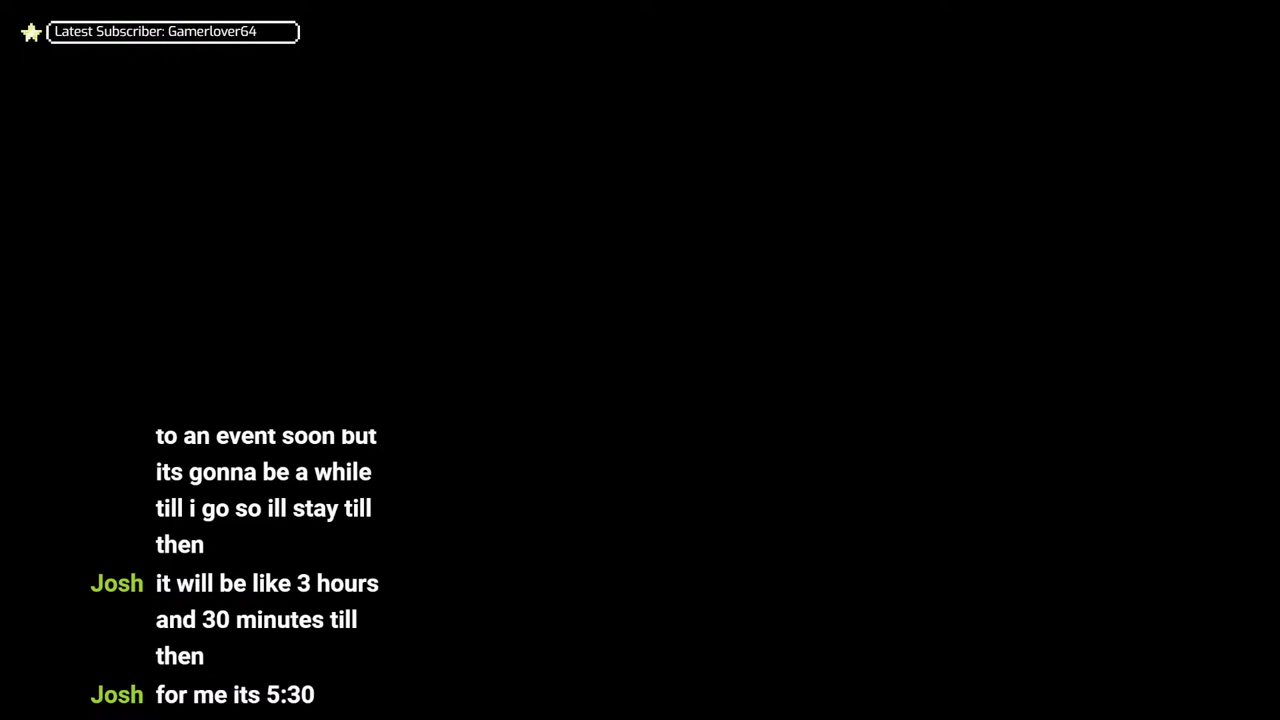 Latest Subscriber: Gamerlover64
to an event soon but
its gonna be a while
till i go so ill stay till
then
Josh it will be like 3 hours
and 30 minutes till
then
Josh for me its 5:30